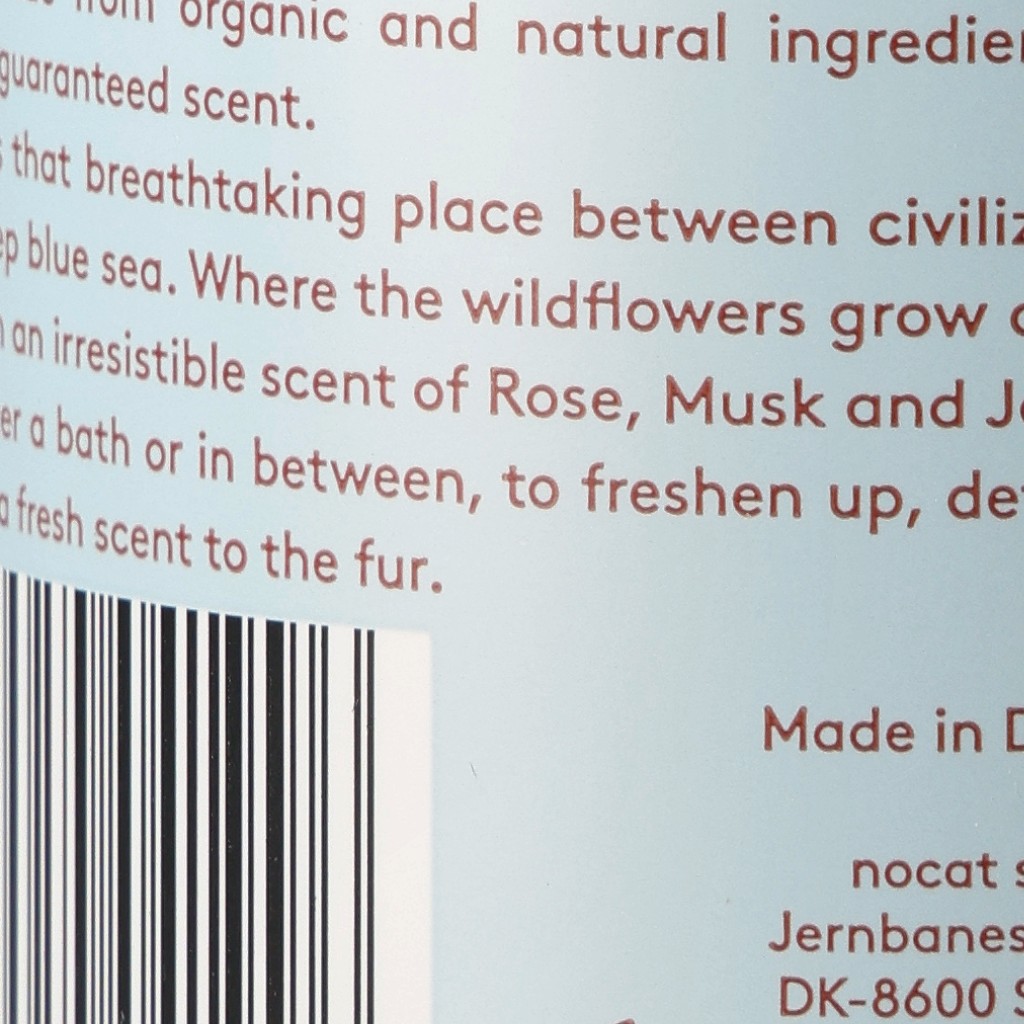 from organic and natural
guaranteed scent.
that breathtaking place between
blue sea. Where the wildflowers grow
an irresistible scent of Rose, Musk and
a bath or in between, to freshen up,
a fresh scent to the fur.
Made in
nocat
DK-8600